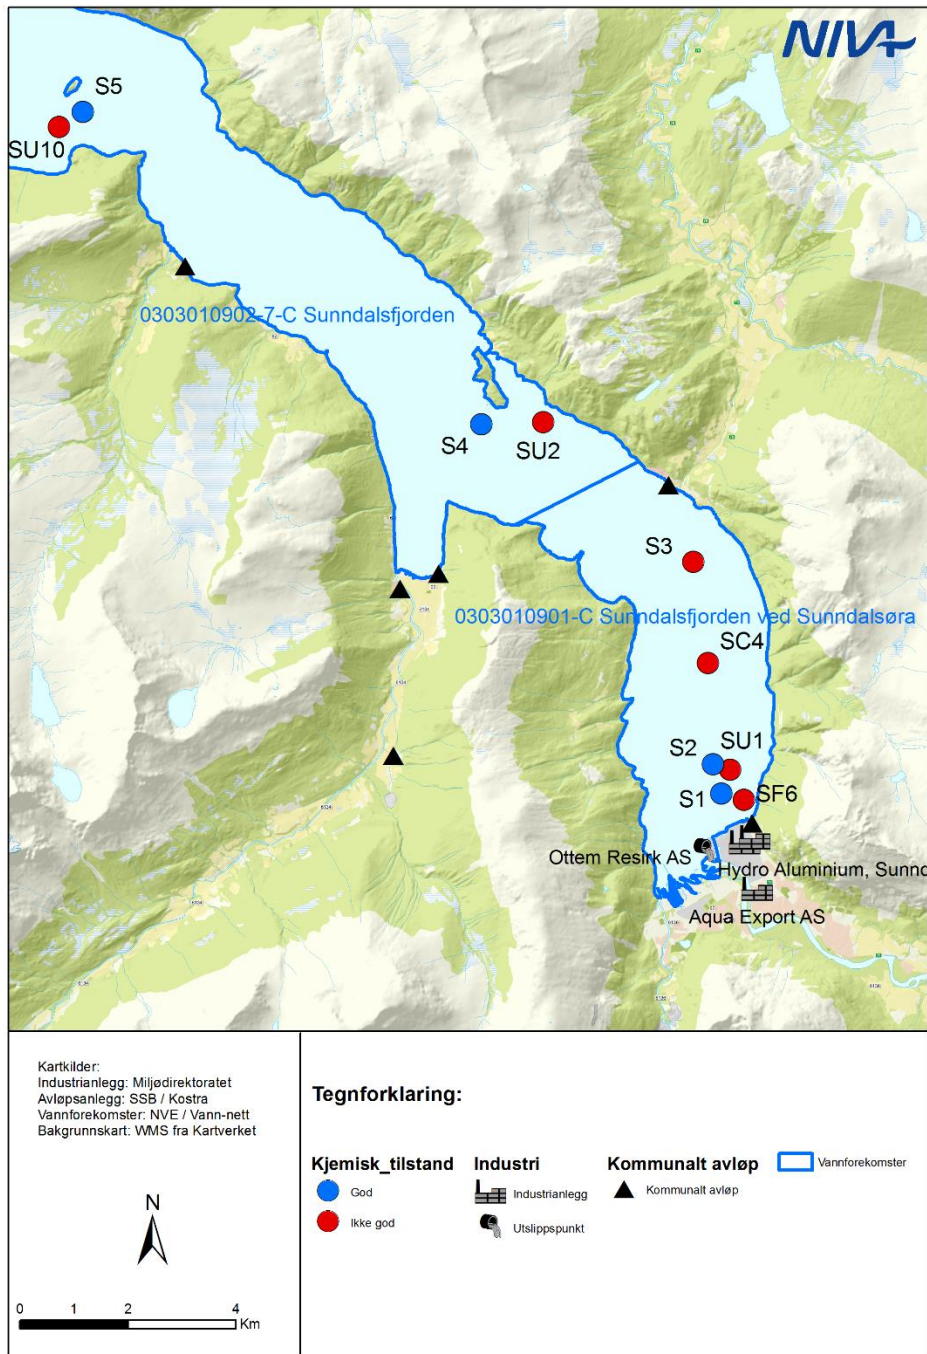 NIVA
S5
SU10
0303010902-7-C Sunndalsfjorden
S4
SU2
S3
0303010901-C Sunndalsfjorden ved Sunndalsøra
SC4
S2
SU1
S1
SF6
Ottem Resirk AS
Hydro Aluminium, Sunnd
Aqua Export AS
Kartkilder:
Industrianlegg: Miljødirektoratet
Avløpsanlegg: SSB / Kostra
Vannforekomster: NVE / Vann-nett
Bakgrunnskart: WMS fra Kartverket
N
0 1 2 4
Km
Tegnforklaring:
Kjemisk_tilstand Industri Kommunalt avløp Vannforekomster
God Industrianlegg Kommunalt avløp
Ikke god Utslippspunkt